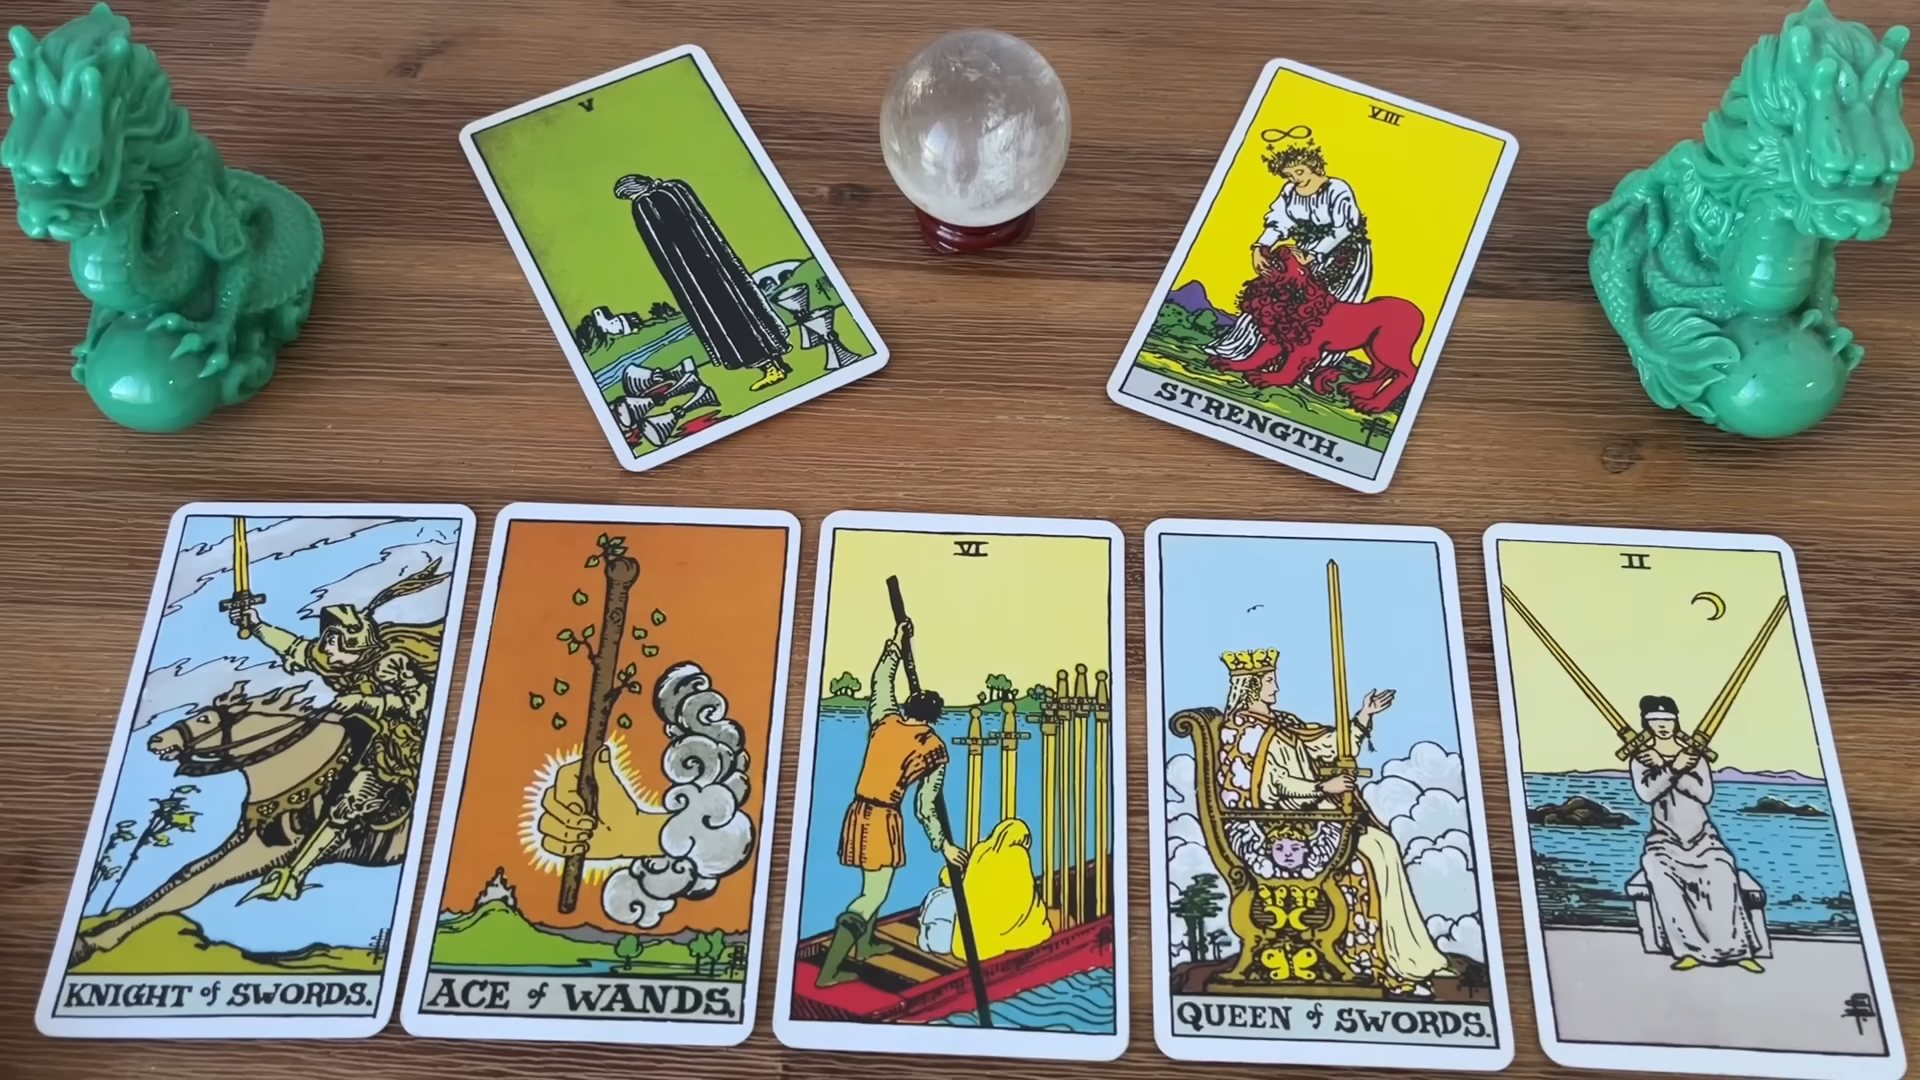 V
VIII
STRENGTH.
VI
II
KNIGHT of SWORDS.
ACE of WANDS.
QUEEN of SWORDS.